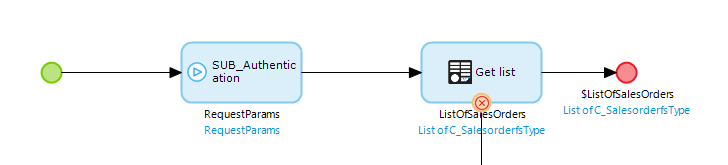 SUB_Authentic
ation
RequestParams
RequestParams
Get list
ListOfSalesOrders
List of C_SalesorderfsType
$ListOfSalesOrders
List of C_SalesorderfsType